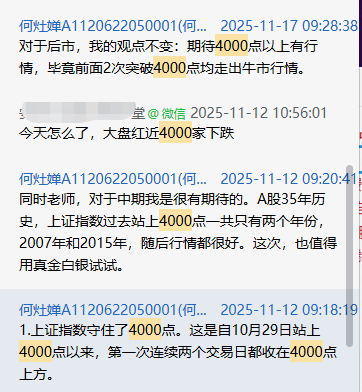 何灶婵A1120622050001(何... 2025-11-17 09:28:38
对于后市，我的观点不变：期待4000点以上有行
情，毕竟前面2次突破4000点均走出牛市行情。
堂@微信 2025-11-12 10:56:01
今天怎么了，大盘红近4000家下跌
何灶婵A1120622050001(何... 2025-11-12 09:20:41
同时老师，对于中期我是很有期待的。A股35年历
史，上证指数过去站上4000点一共只有两个年份，
2007年和2015年，随后行情都很好。这次，也值得
用真金白银试试。
何灶婵A1120622050001(何... 2025-11-12 09:18:19
1.上证指数守住了4000点。这是自10月29日站上
4000点以来，第一次连续两个交易日都收在4000点
上方。